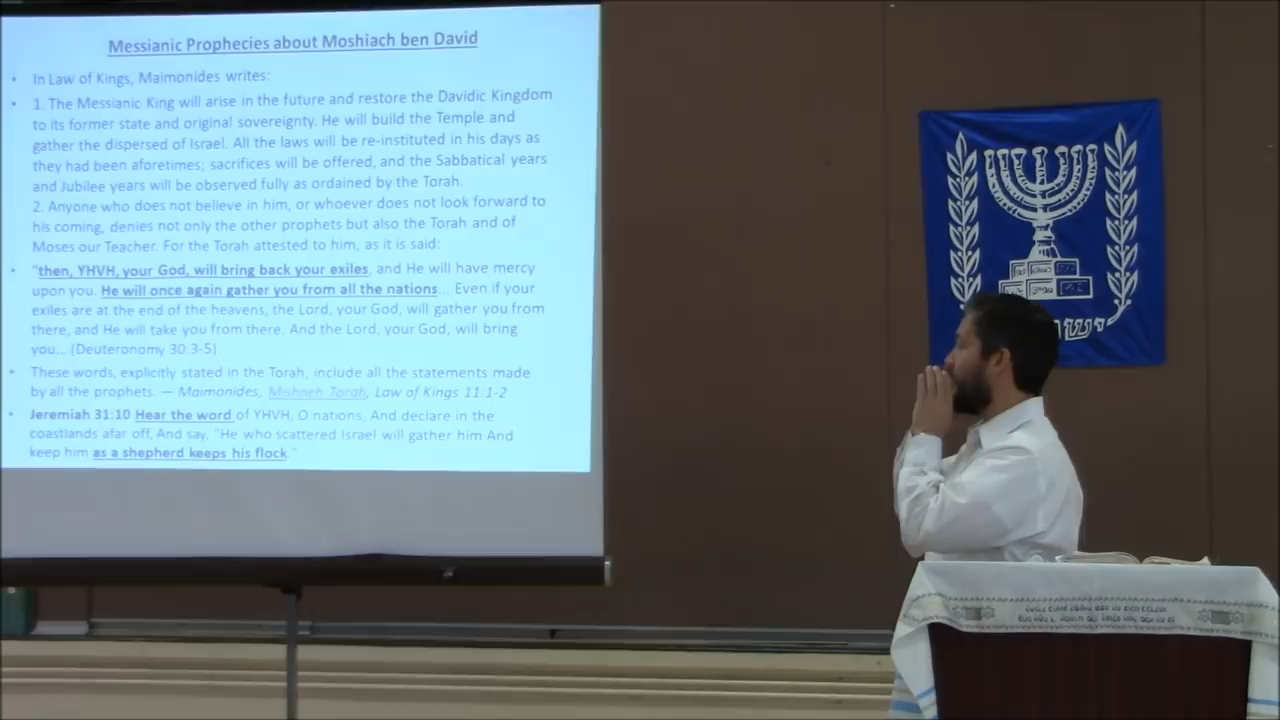 Messianic Prophecies about Moshiach ben David
• In Law of Kings, Maimonides writes:
• 1. The Messianic King will arise in the future and restore the Davidic Kingdom
to its former state and original sovereignty. He will build the Temple and
gather the dispersed of Israel. All the laws will be re-instituted in his days as
they had been aforetimes; sacrifices will be offered, and the Sabbatical years
and Jubilee years will be observed fully as ordained by the Torah.
2. Anyone who does not believe in him, or whoever does not look forward to
his coming, denies not only the other prophets but also the Torah and of
Moses our Teacher. For the Torah attested to him, as it is said:
• "then, YHVH, your God, will bring back your exiles, and He will have mercy
upon you. He will once again gather you from all the nations... Even if your
exiles are at the end of the heavens, the Lord, your God, will gather you from
there, and He will take you from there. And the Lord, your God, will bring
you... (Deuteronomy 30:3-5).
• These words, explicitly stated in the Torah, include all the statements made
by all the prophets. — Maimonides, Mishneh Torah, Law of Kings 11:1-2
• Jeremiah 31:10 Hear the word of YHVH, O nations, And declare in the
coastlands afar off, And say, "He who scattered Israel will gather him And
keep him as a shepherd keeps his flock."